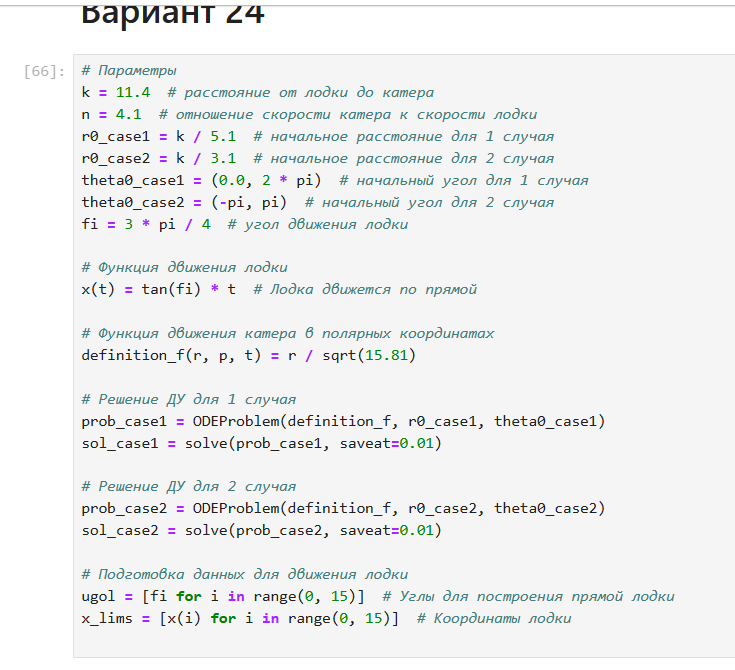 Вариант 24
[66]:
# Параметры
k = 11.4  # расстояние от лодки до катера
n = 4.1  # отношение скорости катера к скорости лодки
r0_case1 = k / 5.1  # начальное расстояние для 1 случая
r0_case2 = k / 3.1  # начальное расстояние для 2 случая
theta0_case1 = (0.0, 2 * pi)  # начальный угол для 1 случая
theta0_case2 = (-pi, pi)  # начальный угол для 2 случая
fi = 3 * pi / 4  # угол движения лодки

# Функция движения лодки
x(t) = tan(fi) * t  # Лодка движется по прямой

# Функция движения катера в полярных координатах
definition_f(r, p, t) = r / sqrt(15.81)

# Решение ДУ для 1 случая
prob_case1 = ODEProblem(definition_f, r0_case1, theta0_case1)
sol_case1 = solve(prob_case1, saveat=0.01)

# Решение ДУ для 2 случая
prob_case2 = ODEProblem(definition_f, r0_case2, theta0_case2)
sol_case2 = solve(prob_case2, saveat=0.01)

# Подготовка данных для движения лодки
ugol = [fi for i in range(0, 15)]  # Углы для построения прямой лодки
x_lims = [x(i) for i in range(0, 15)]  # Координаты лодки